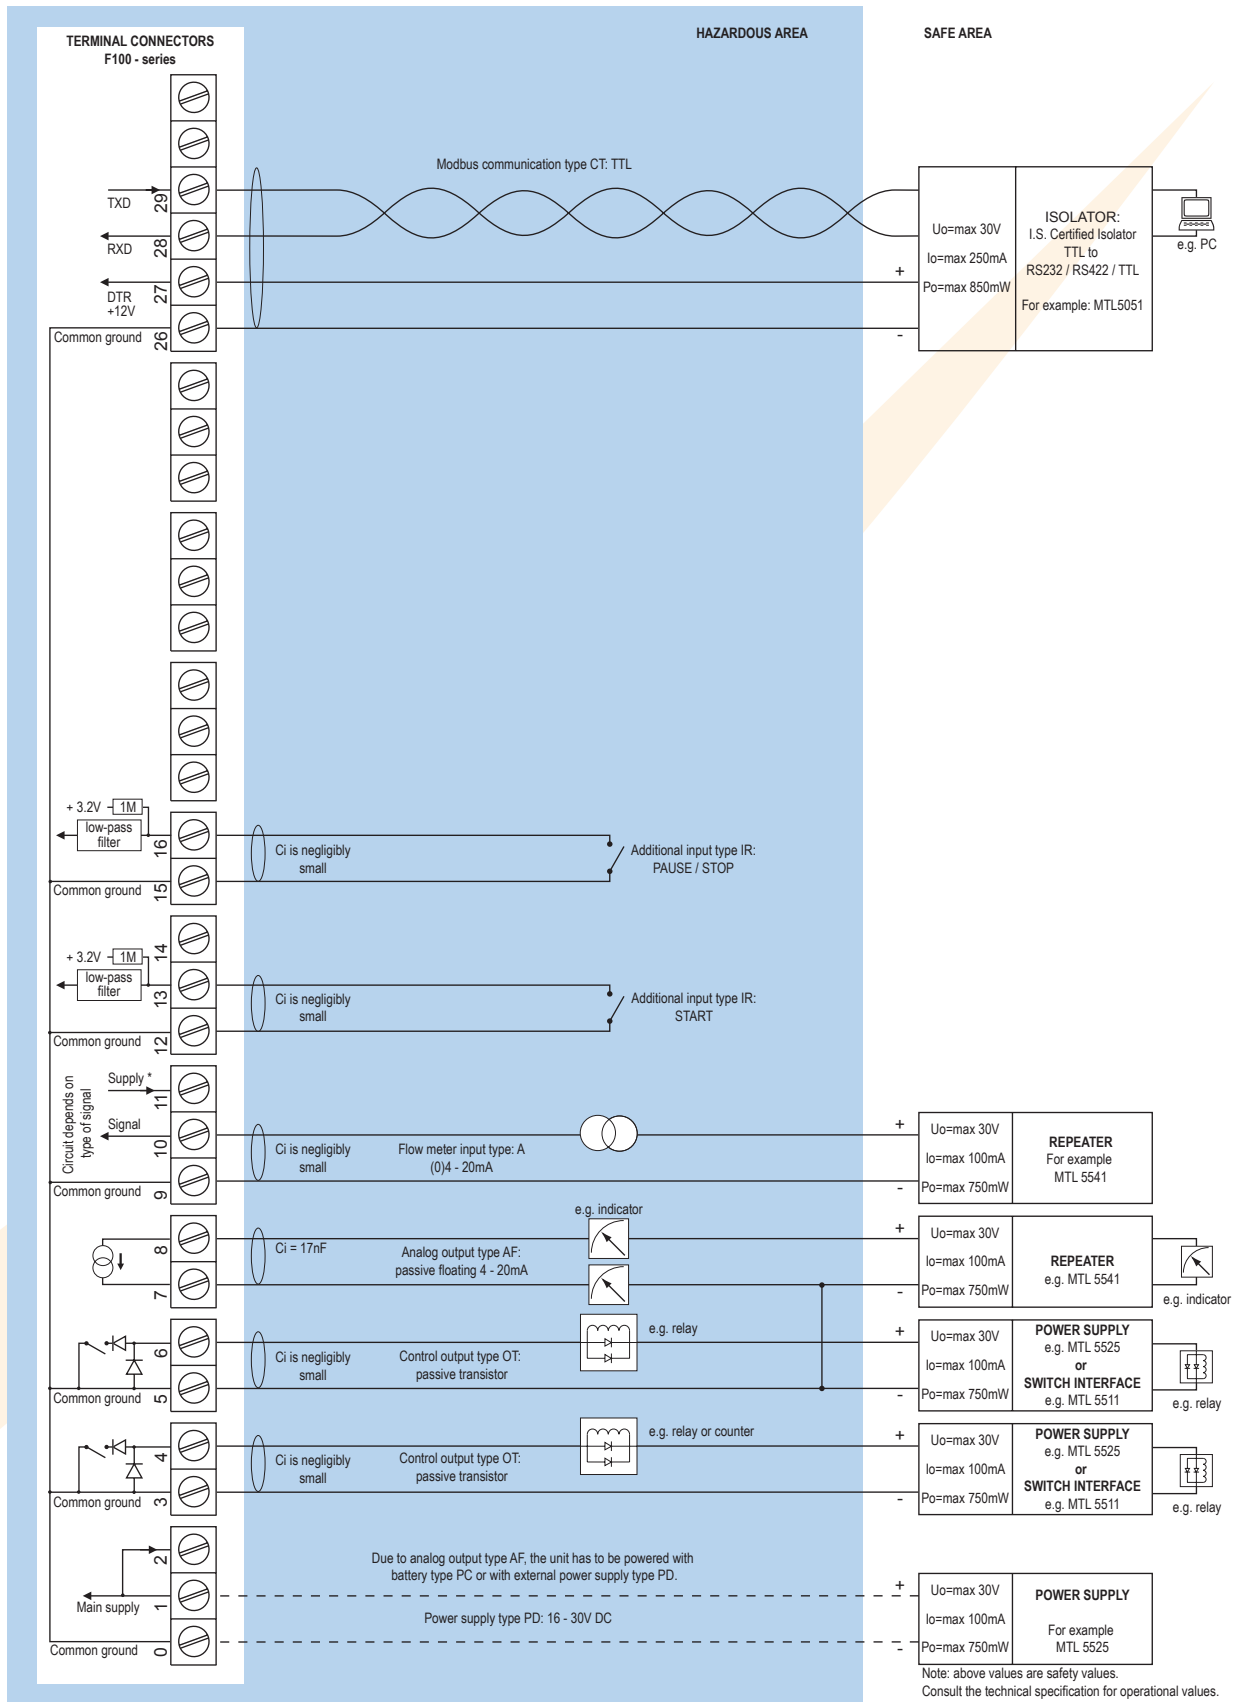 TERMINAL CONNECTORS
F100 - series
HAZARDOUS AREA
SAFE AREA
Modbus communication type CT: TTL
TXD
29
RXD
28
DTR
+12V
27
Common ground
26
+
-
Uo=max 30V
Io=max 250mA
Po=max 850mW
ISOLATOR:
I.S. Certified Isolator
TTL to
RS232 / RS422 / TTL
For example: MTL5051
e.g. PC
+ 3.2V
1M
low-pass
filter
16
Common ground
15
Ci is negligibly
small
Additional input type IR:
PAUSE / STOP
14
+ 3.2V
1M
low-pass
filter
13
Common ground
12
Ci is negligibly
small
Additional input type IR:
START
Circuit depends on
type of signal
Supply *
11
Signal
10
Common ground
9
Ci is negligibly
small
Flow meter input type: A
(0)4 - 20mA
+
-
Uo=max 30V
Io=max 100mA
Po=max 750mW
REPEATER
For example
MTL 5541
8
7
Ci = 17nF
Analog output type AF:
passive floating 4 - 20mA
e.g. indicator
+
-
Uo=max 30V
Io=max 100mA
Po=max 750mW
REPEATER
e.g. MTL 5541
e.g. indicator
6
Common ground
5
Ci is negligibly
small
Control output type OT:
passive transistor
e.g. relay
+
-
Uo=max 30V
Io=max 100mA
Po=max 750mW
POWER SUPPLY
e.g. MTL 5525
or
SWITCH INTERFACE
e.g. MTL 5511
e.g. relay
4
Common ground
3
Ci is negligibly
small
Control output type OT:
passive transistor
e.g. relay or counter
+
-
Uo=max 30V
Io=max 100mA
Po=max 750mW
POWER SUPPLY
e.g. MTL 5525
or
SWITCH INTERFACE
e.g. MTL 5511
e.g. relay
2
Main supply
1
Common ground
0
Due to analog output type AF, the unit has to be powered with
battery type PC or with external power supply type PD.
Power supply type PD: 16 - 30V DC
+
-
Uo=max 30V
Io=max 100mA
Po=max 750mW
POWER SUPPLY
For example
MTL 5525
Note: above values are safety values.
Consult the technical specification for operational values.